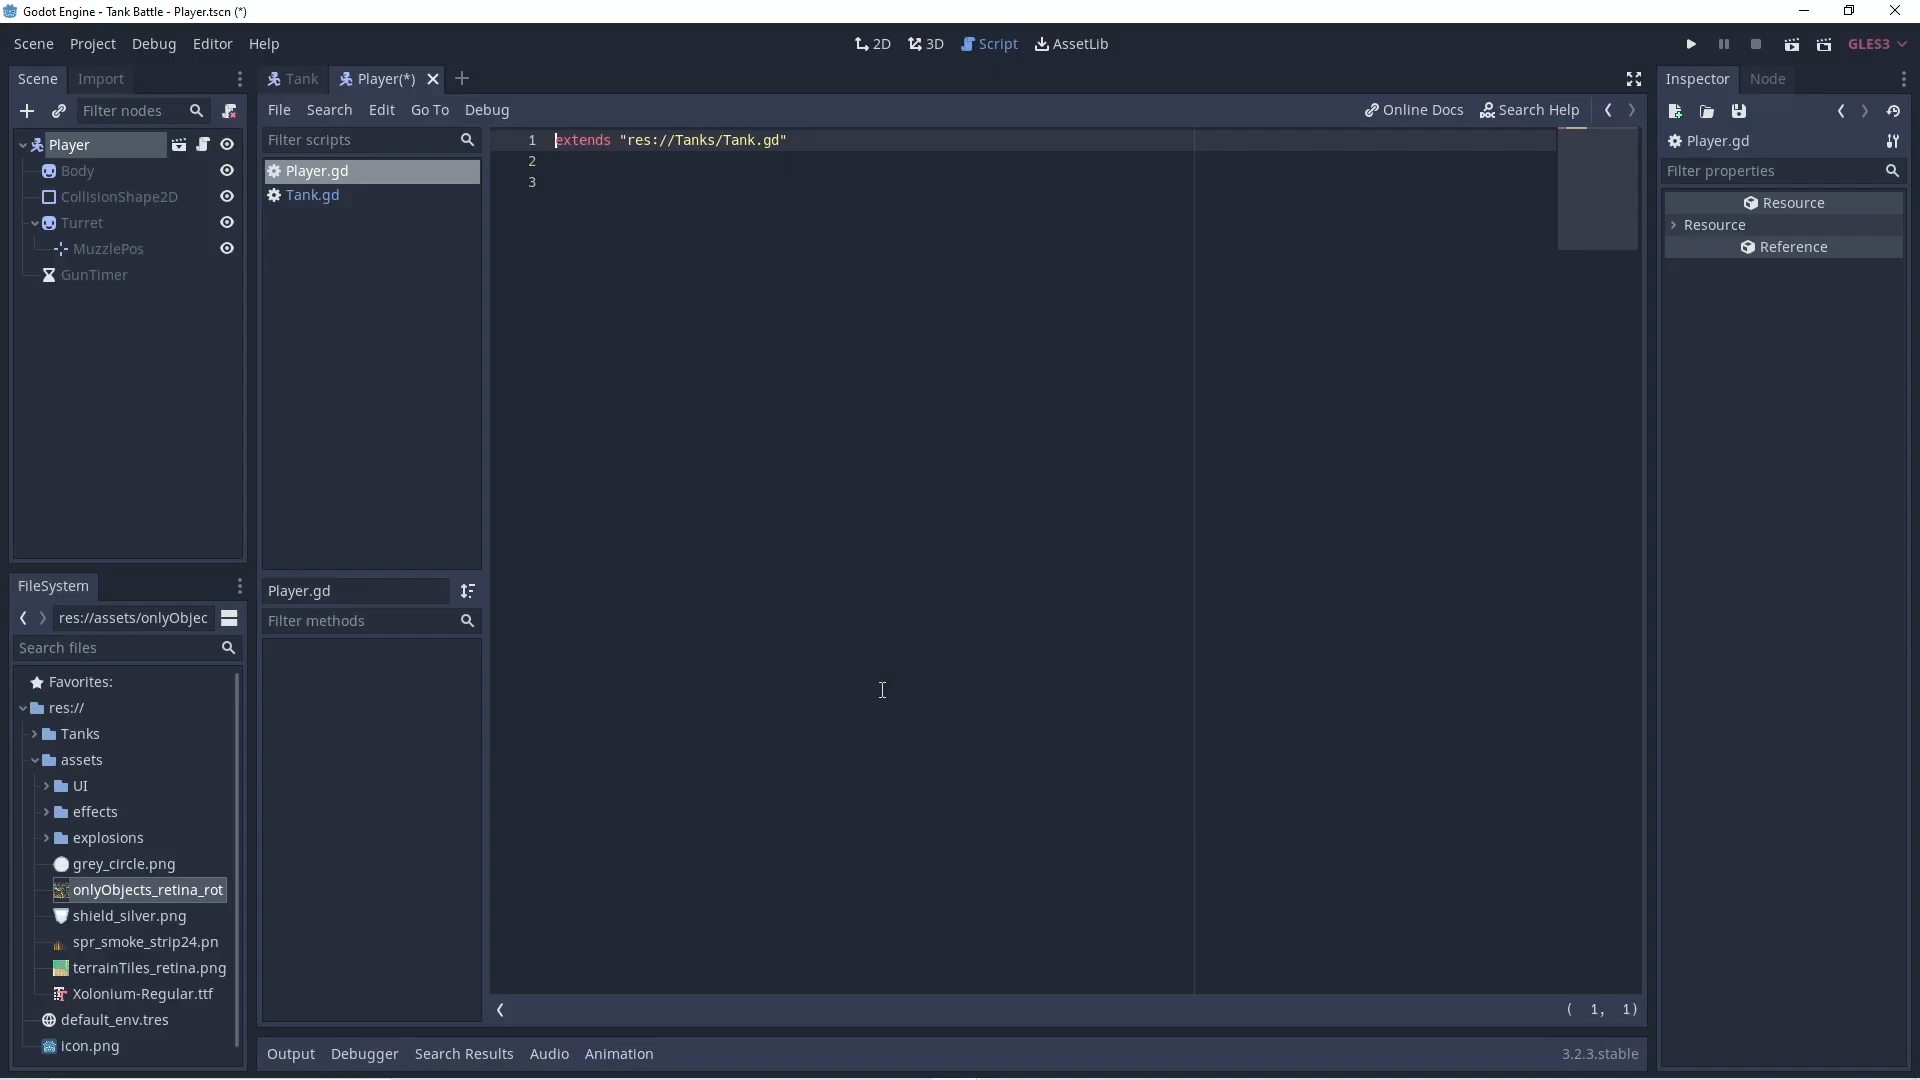 Godot Engine - Tank Battle - Player.tscn (*)
Scene Project Debug Editor Help
2D 3D Script AssetLib
GLES3
Scene Import
Filter nodes
Player
Body
CollisionShape2D
Turret
MuzzlePos
GunTimer
FileSystem
res://assets/onlyObjec
Search files
Favorites:
res://
Tanks
assets
UI
effects
explosions
grey_circle.png
onlyObjects_retina_rot
shield_silver.png
spr_smoke_strip24.pn
terrainTiles_retina.png
Xolonium-Regular.ttf
default_env.tres
icon.png
Tank Player(*)
File Search Edit Go To Debug
Online Docs Search Help
Filter scripts
Player.gd
Tank.gd
Player.gd
Filter methods
1 extends "res://Tanks/Tank.gd"
2
3
( 1, 1)
Output Debugger Search Results Audio Animation
3.2.3.stable
Inspector Node
Player.gd
Filter properties
Resource
Resource
Reference